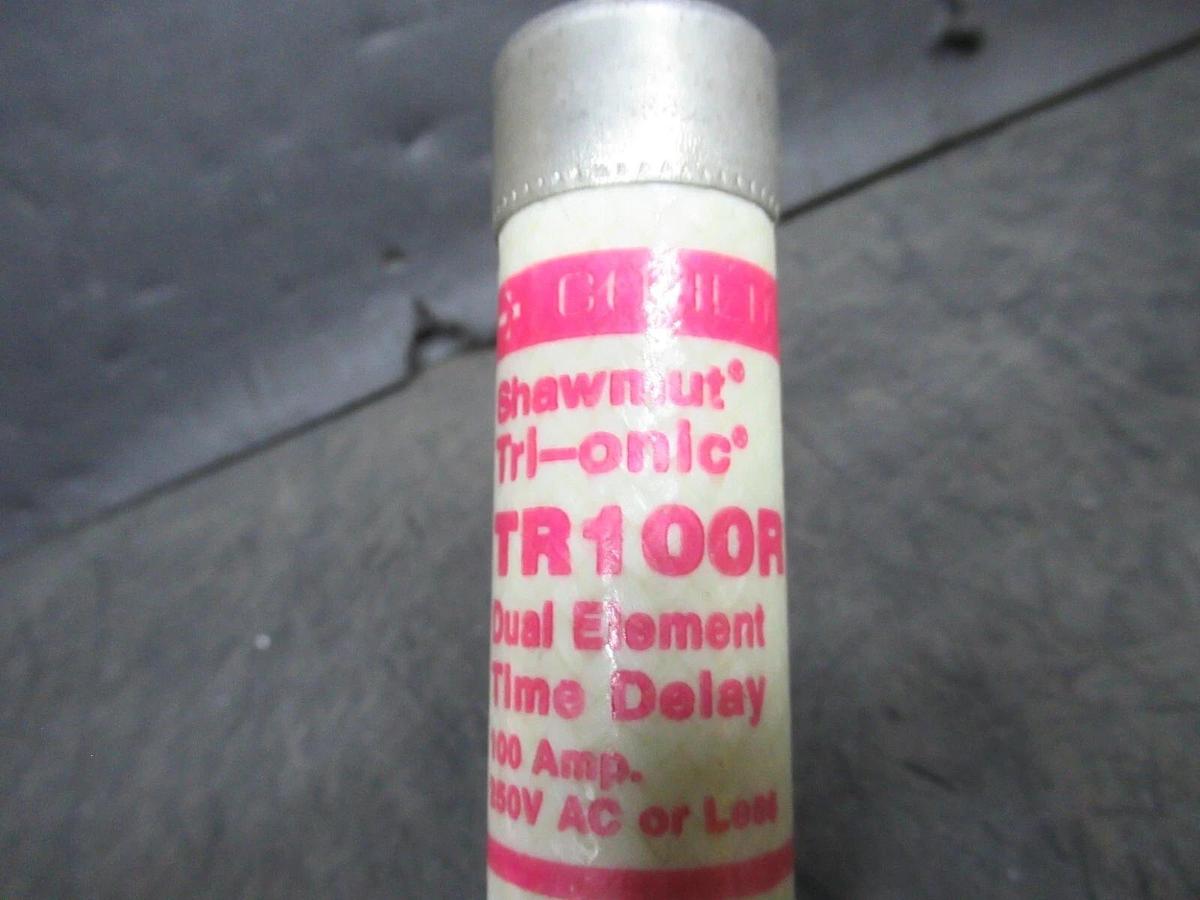 Shawmut®
Tri-onic®
TR100R
Dual Element
Time Delay
100 Amp.
250V AC or Less